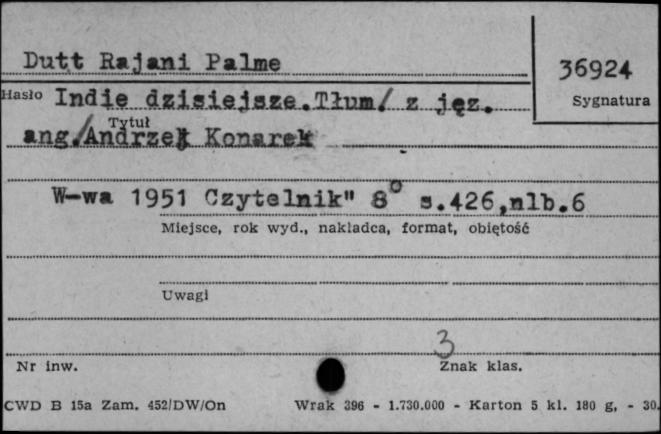 Dutt Rajani Palme
36924
Hasło Indie dzisiejsze.Tłum/ z jęz.
Sygnatura
Tytuł
ang./Andrzej Konarek
W-wa 1951 Czytelnik" 8° s.426,nlb.6
Miejsce, rok wyd., nakładca, format, objętość
Uwagi
3
Nr inw.
Znak klas.
CWD B 15a Zam. 452/DW/On
Wrak 396 - 1.730.000 - Karton 5 kl. 180 g. - 30.